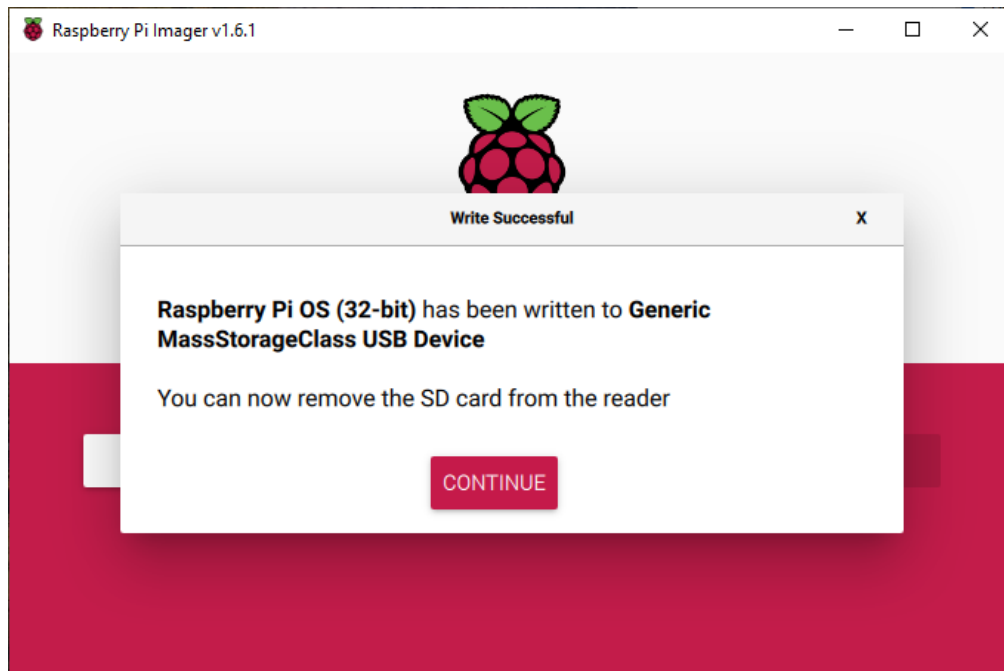 Raspberry Pi Imager v1.6.1
Write Successful
X
Raspberry Pi OS (32-bit) has been written to Generic
MassStorageClass USB Device
You can now remove the SD card from the reader
CONTINUE